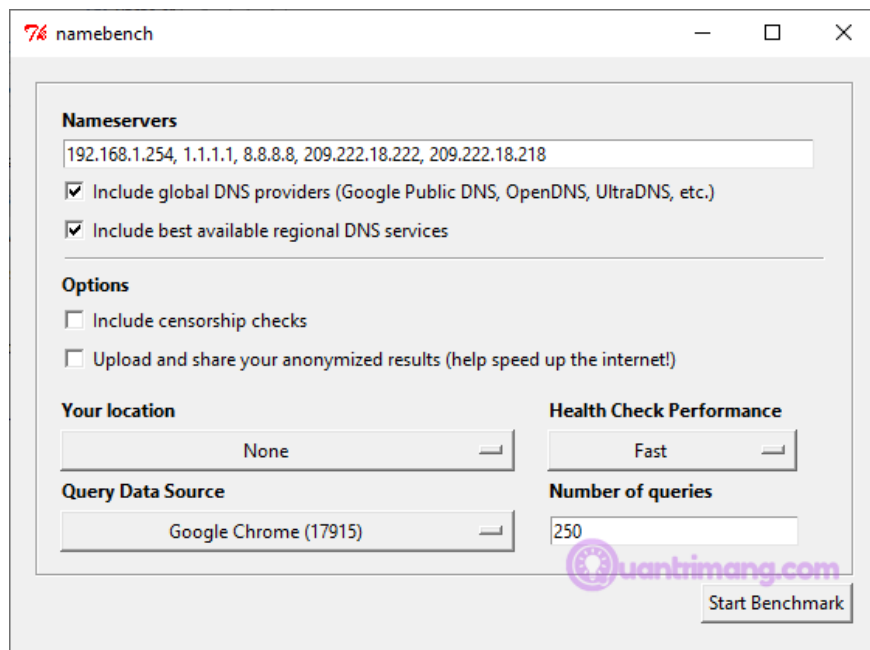 namebench
Nameservers
192.168.1.254, 1.1.1.1, 8.8.8.8, 209.222.18.222, 209.222.18.218
Include global DNS providers (Google Public DNS, OpenDNS, UltraDNS, etc.)
Include best available regional DNS services
Options
Include censorship checks
Upload and share your anonymized results (help speed up the internet!)
Your location
Health Check Performance
None
Fast
Query Data Source
Number of queries
Google Chrome (17915)
250
Quantrimang.com
Start Benchmark